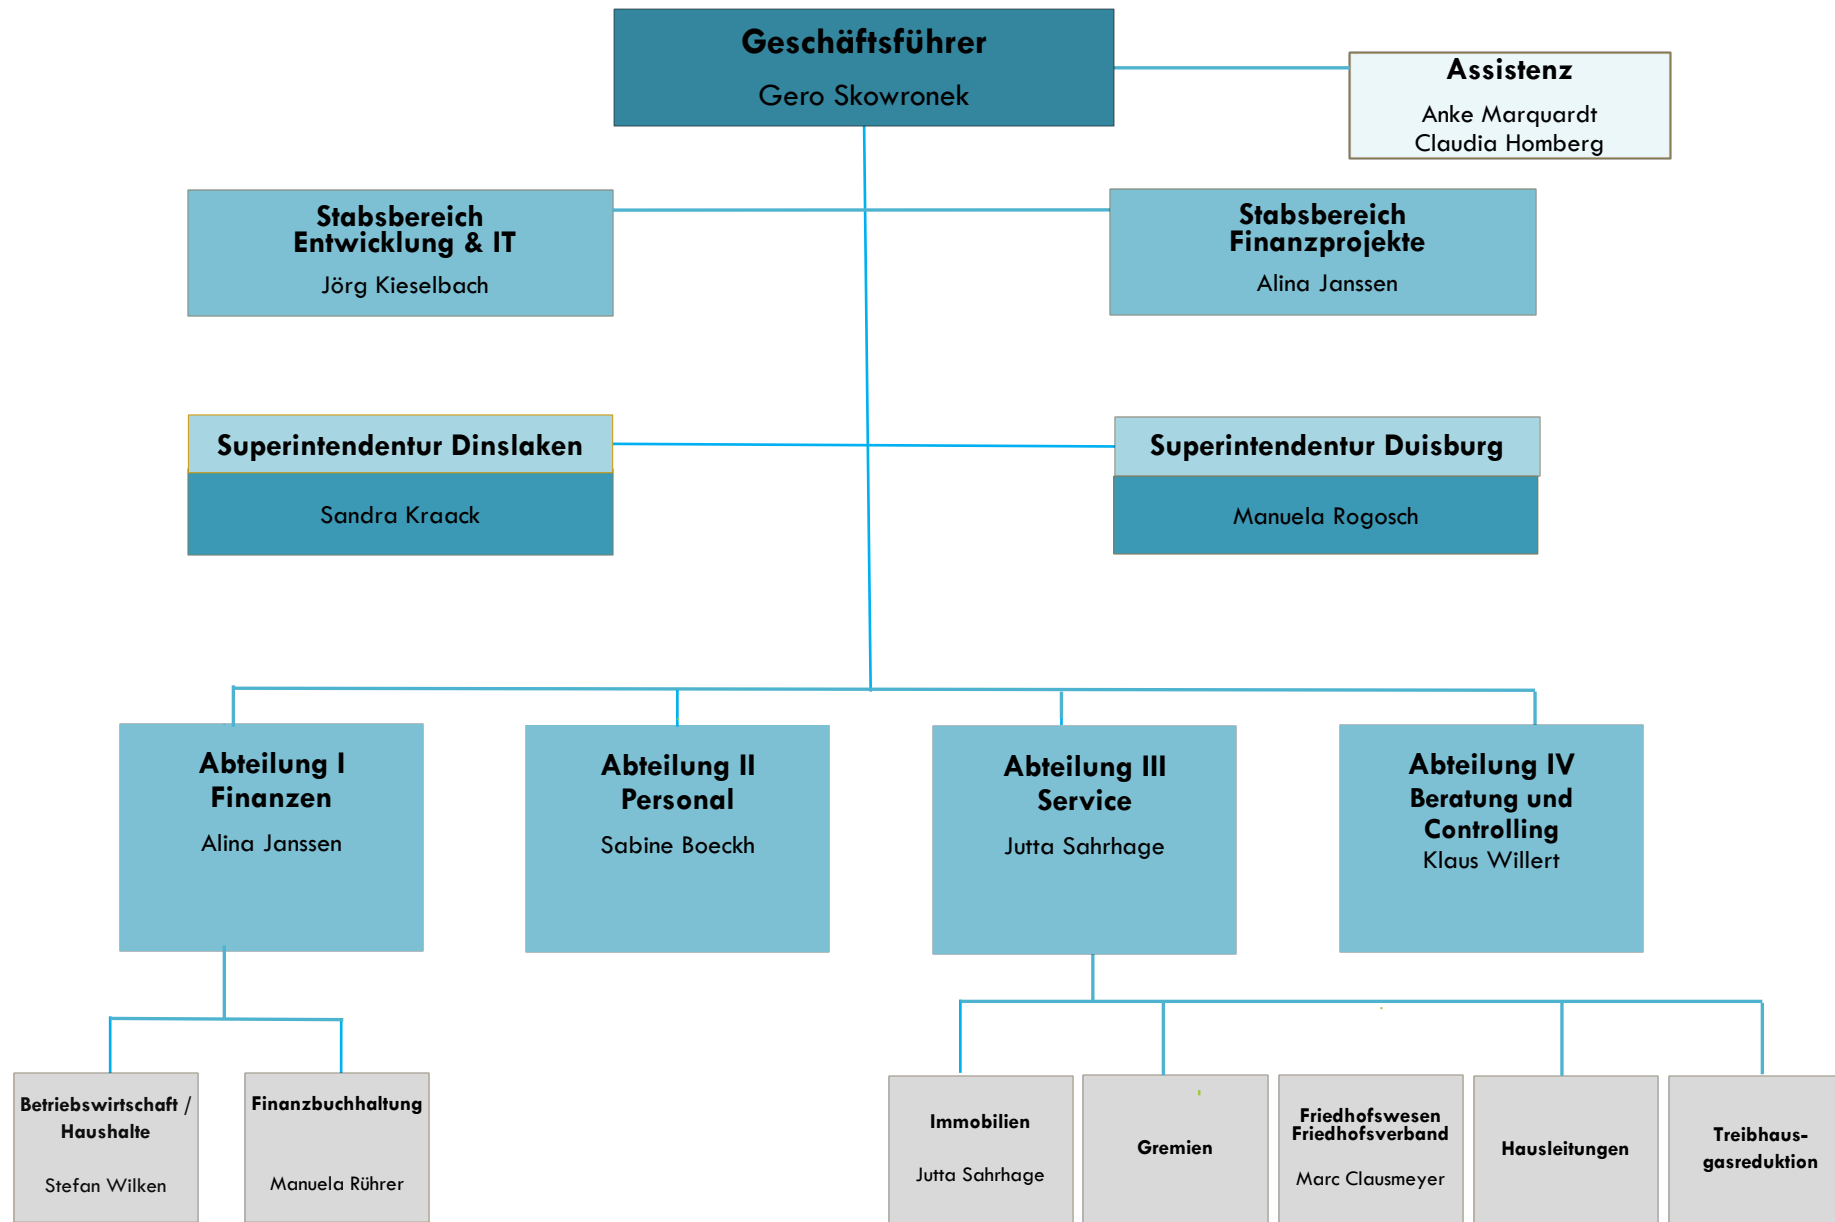 Geschäftsführer
Gero Skowronek
Assistenz
Anke Marquardt
Claudia Homberg
Stabsbereich
Entwicklung & IT
Jörg Kieselbach
Stabsbereich
Finanzprojekte
Alina Janssen
Superintendentur Dinslaken
Sandra Kraack
Superintendentur Duisburg
Manuela Rogosch
Abteilung I
Finanzen
Alina Janssen
Abteilung II
Personal
Sabine Boeckh
Abteilung III
Service
Jutta Sahrhage
Abteilung IV
Beratung und
Controlling
Klaus Willert
Betriebswirtschaft /
Haushalte
Stefan Wilken
Finanzbuchhaltung
Manuela Rührer
Immobilien
Jutta Sahrhage
Gremien
Friedhofswesen
Friedhofsverband
Marc Clausmeyer
Hausleitungen
Treibhaus-
gasreduktion